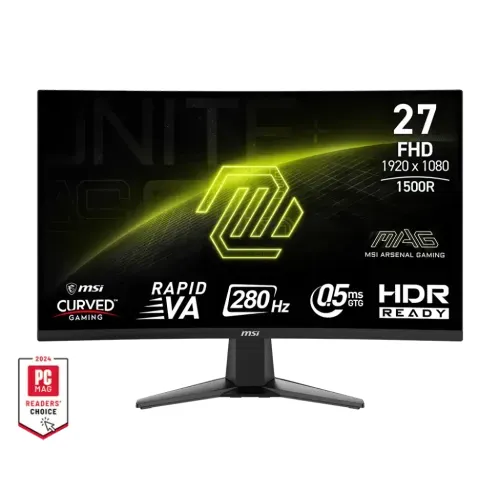 27
FHD
1920 x 1080
1500R
MAG
MSI ARSENAL GAMING
msi
CURVED™
GAMING
RAPID
VA
280Hz
0.5ms
GTG
HDR
READY
msi
2024
PC
MAG
READERS'
CHOICE